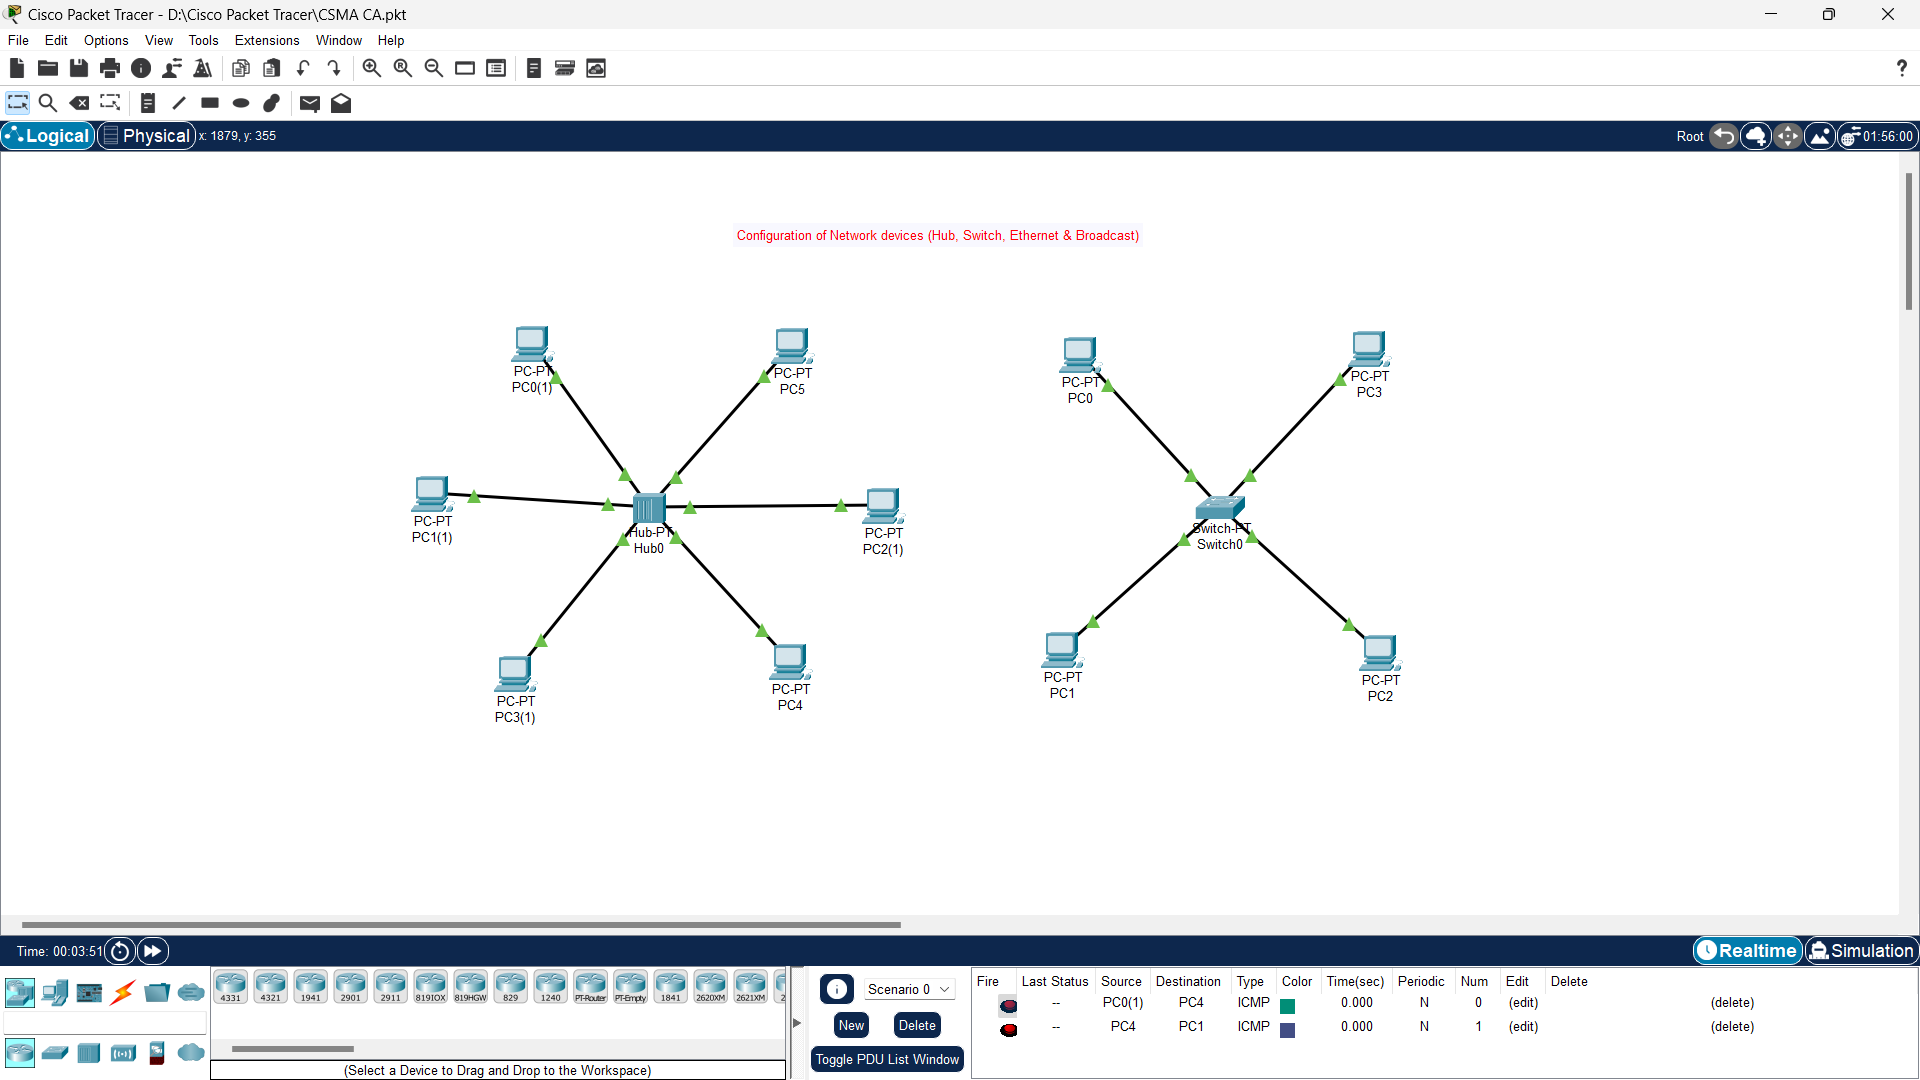 Cisco Packet Tracer - D:\Cisco Packet Tracer\CSMA CA.pkt
File Edit Options View Tools Extensions Window Help
?
Logical Physical x: 1879, y: 355 Root 01:56:00
Configuration of Network devices (Hub, Switch, Ethernet & Broadcast)
PC-PT
PC0(1)
PC-PT
PC5
PC-PT
PC0
PC-PT
PC3
PC-PT
PC1(1)
Hub-PT
Hub0
PC-PT
PC2(1)
Switch-PT
Switch0
PC-PT
PC3(1)
PC-PT
PC4
PC-PT
PC1
PC-PT
PC2
Time: 00:03:51 Realtime Simulation
4331 4321 1941 2901 2911 819IOX 819HGW 829 1240 PT-Router PT-Empty 1841 2620XM 2621XM 2
(Select a Device to Drag and Drop to the Workspace)
Scenario 0
New Delete
Toggle PDU List Window
Fire Last Status Source Destination Type Color Time(sec) Periodic Num Edit Delete
-- PC0(1) PC4 ICMP 0.000 N 0 (edit) (delete)
-- PC4 PC1 ICMP 0.000 N 1 (edit) (delete)